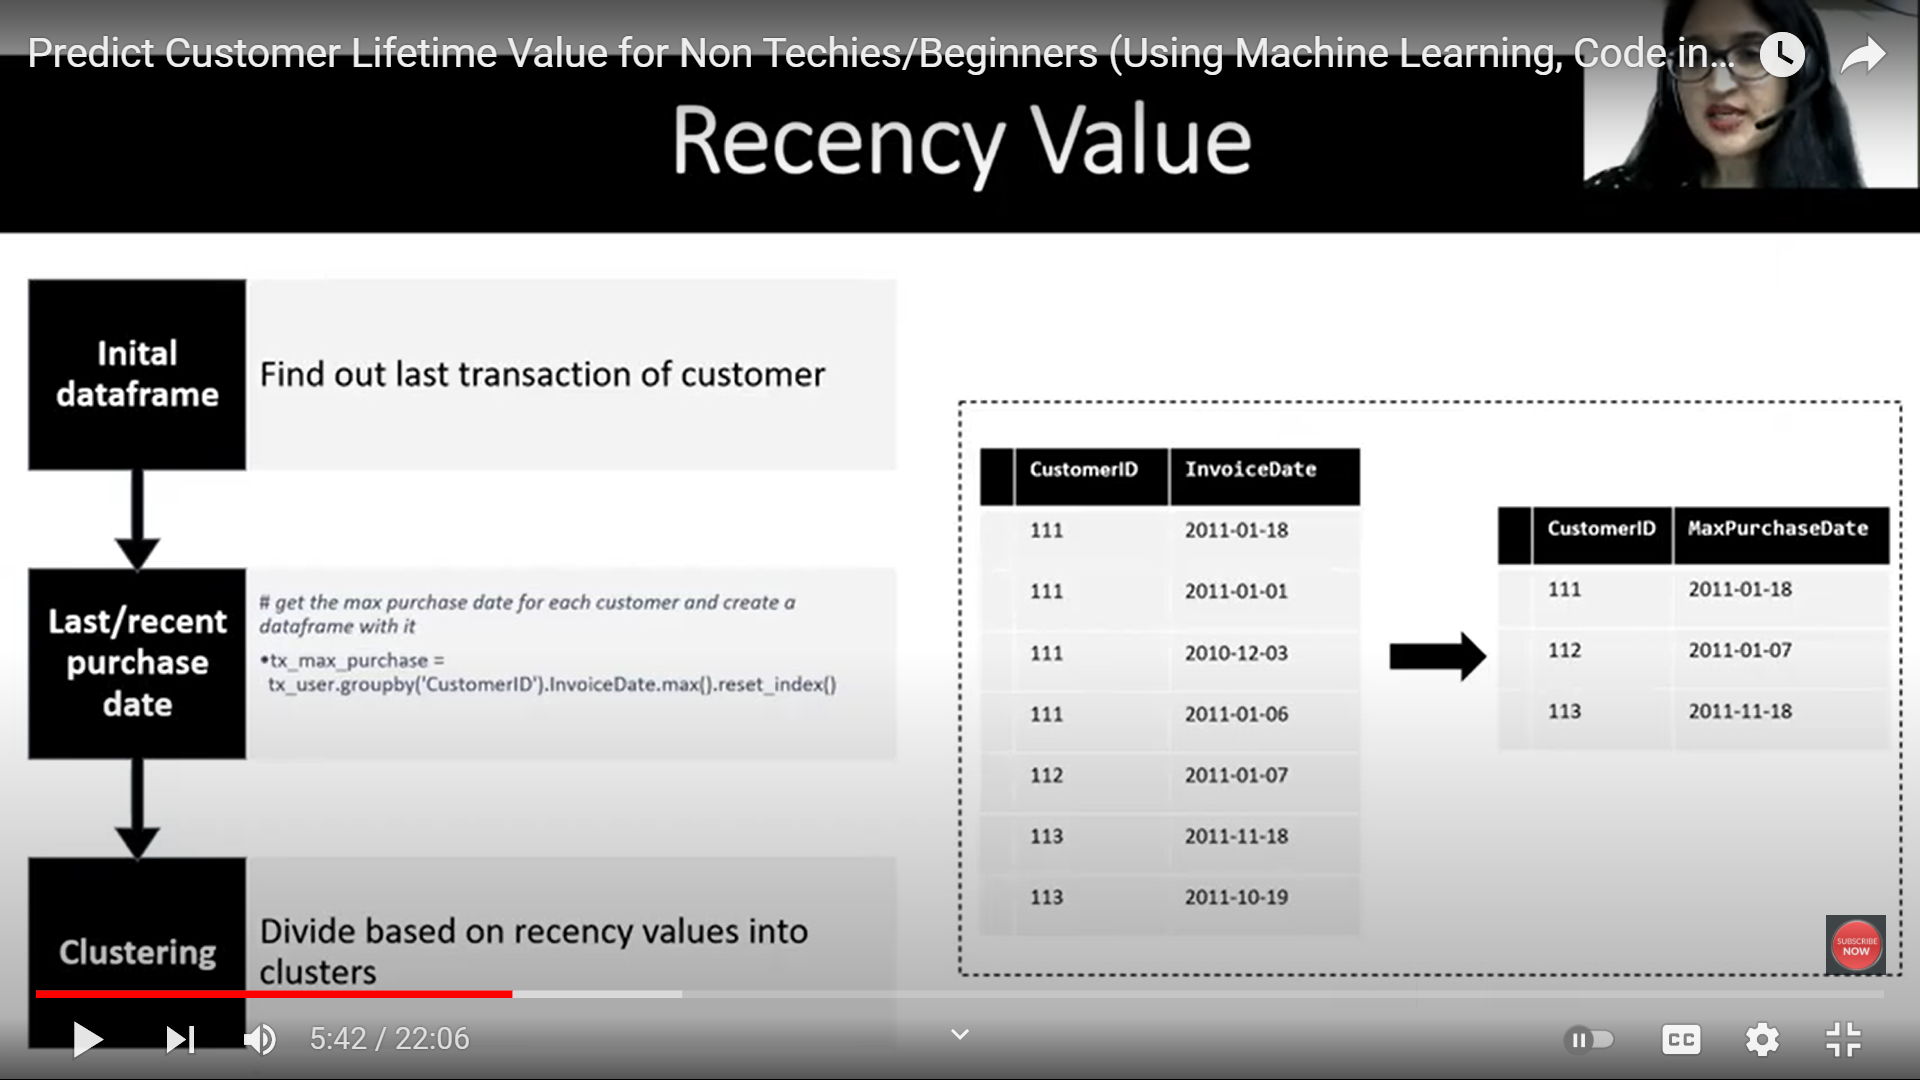 Predict Customer Lifetime Value for Non Techies/Beginners (Using Machine Learning, Code in...
Recency Value
Inital
dataframe
Find out last transaction of customer
Last/recent
purchase
date
# get the max purchase date for each customer and create a
dataframe with it
•tx_max_purchase =
tx_user.groupby('CustomerID').InvoiceDate.max().reset_index()
Clustering
Divide based on recency values into
clusters
CustomerID InvoiceDate
111 2011-01-18
111 2011-01-01
111 2010-12-03
111 2011-01-06
112 2011-01-07
113 2011-11-18
113 2011-10-19
CustomerID MaxPurchaseDate
111 2011-01-18
112 2011-01-07
113 2011-11-18
SUBSCRIBE
NOW
5:42 / 22:06
CC